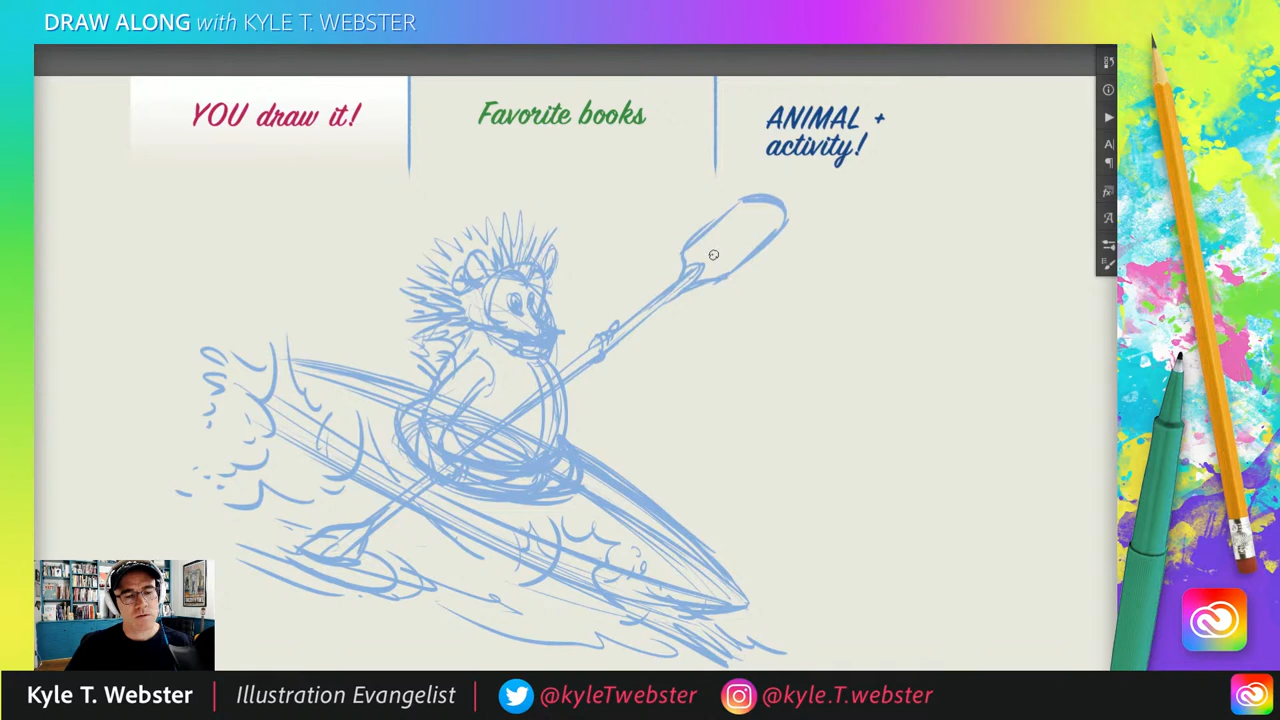 DRAW ALONG with KYLE T. WEBSTER
YOU draw it!
Favorite books
ANIMAL +
activity!
Kyle T. Webster | Illustration Evangelist | @kyleTwebster @kyle.T.webster